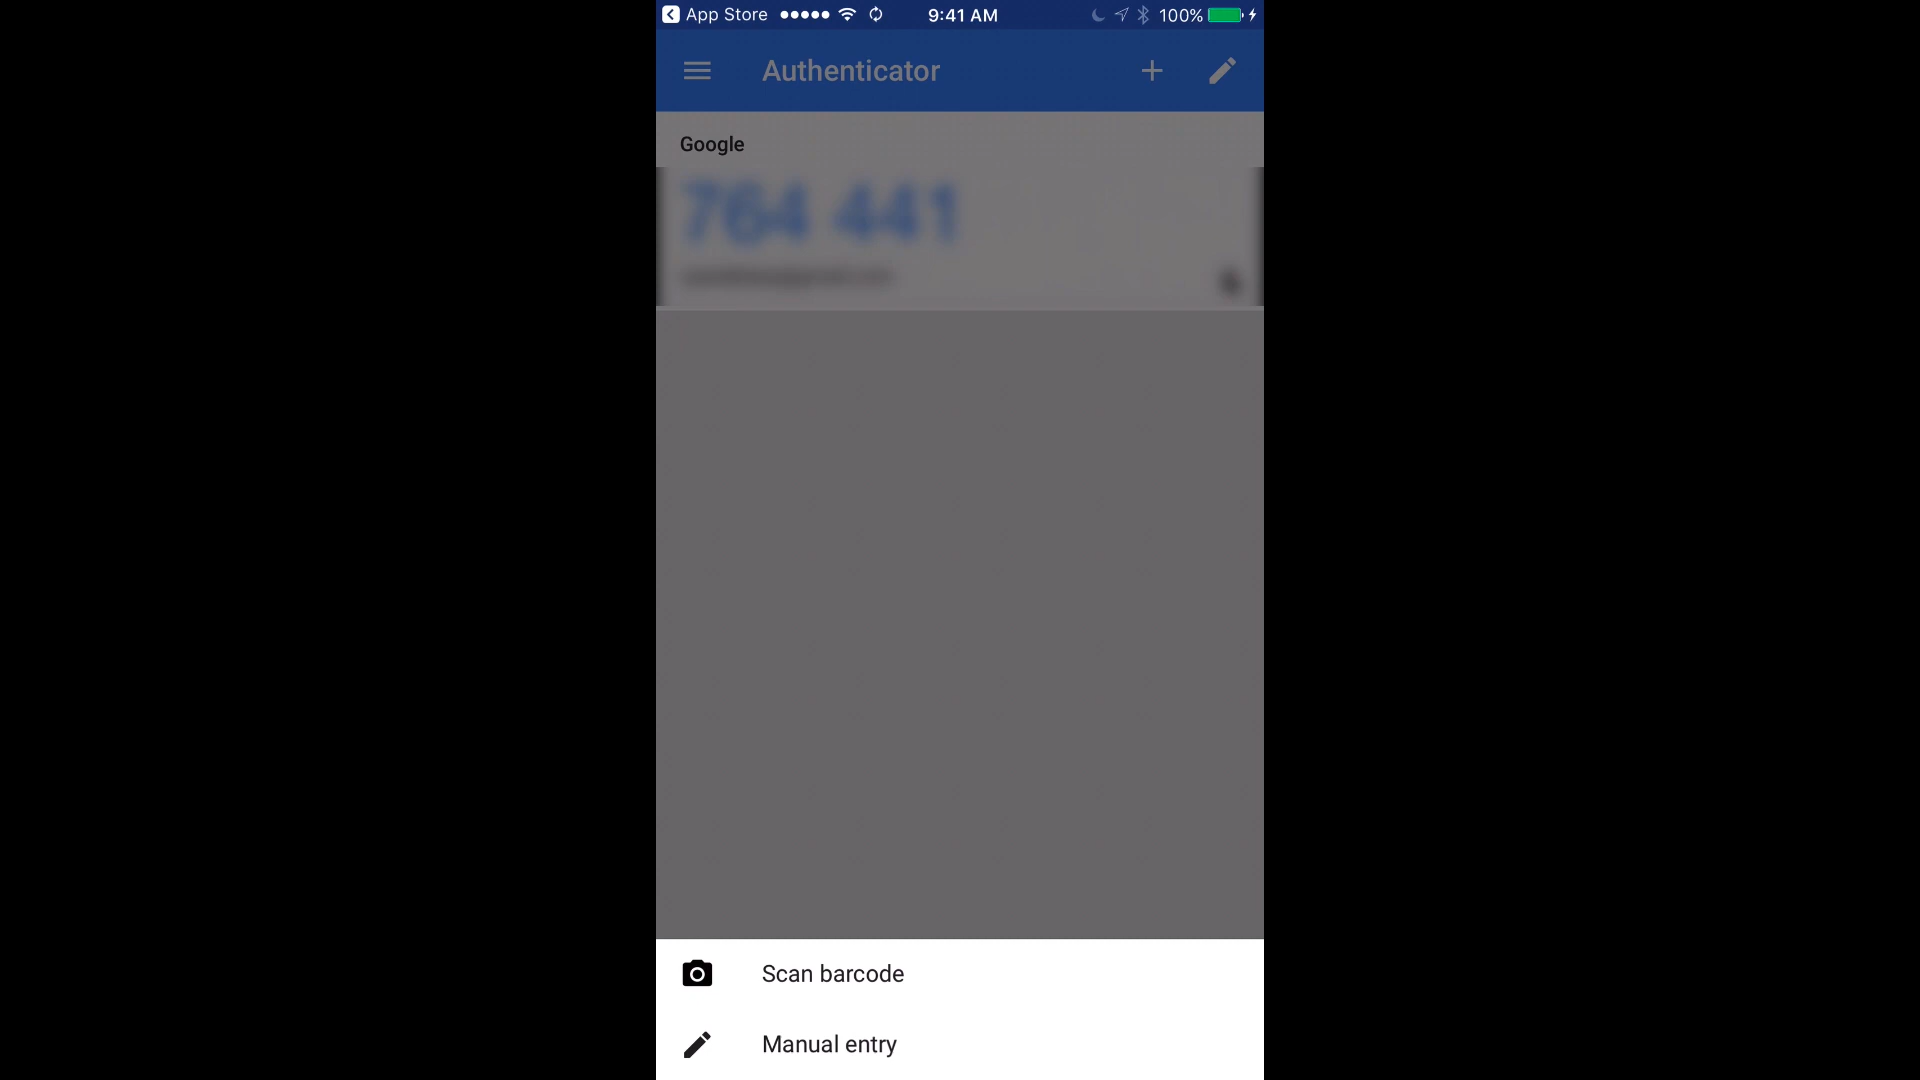 App Store 9:41 AM 100%
Authenticator
Google
764 441
Scan barcode
Manual entry